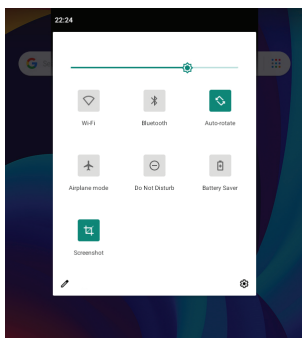 22:24
Wi-Fi Bluetooth Auto-rotate
Airplane mode Do Not Disturb Battery Saver
Screenshot